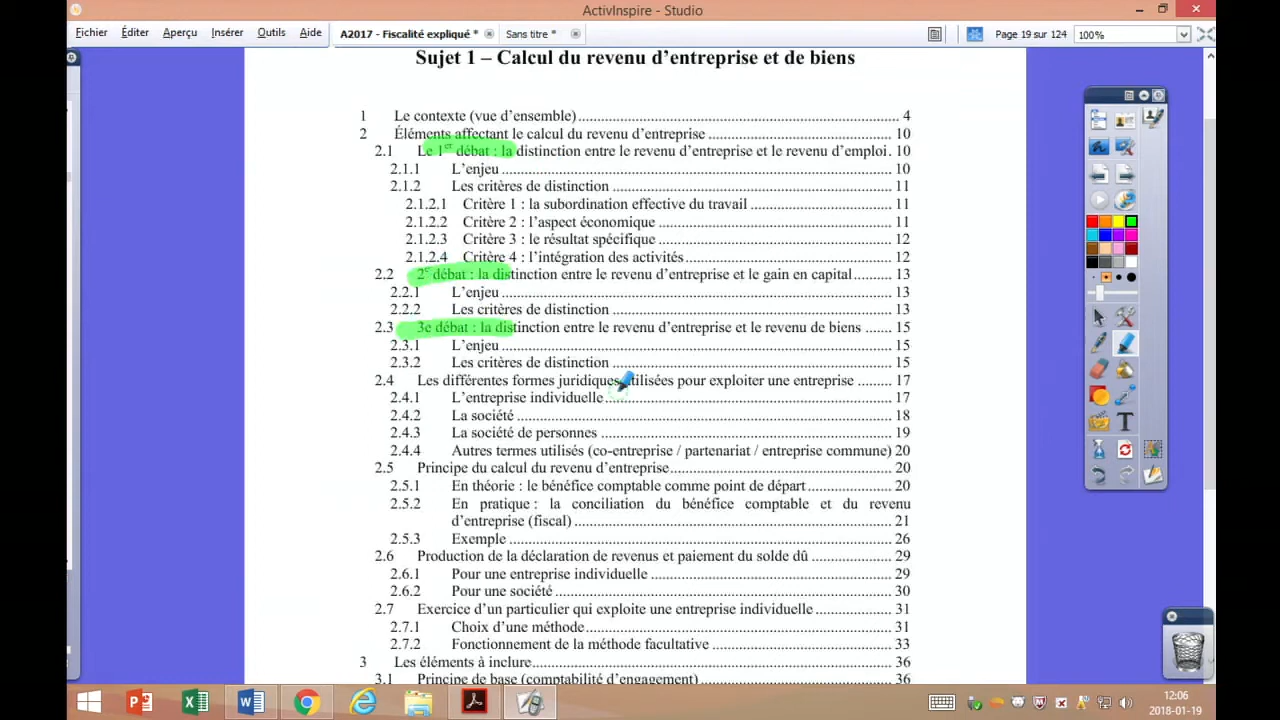 ActivInspire - Studio
Fichier Éditer Aperçu Insérer Outils Aide A2017 - Fiscalité expliqué * Sans titre * Page 19 sur 124 100%
Sujet 1 – Calcul du revenu d’entreprise et de biens
1 Le contexte (vue d’ensemble) 4
2 Éléments affectant le calcul du revenu d’entreprise 10
2.1 Le 1er débat : la distinction entre le revenu d’entreprise et le revenu d’emploi. 10
2.1.1 L’enjeu 10
2.1.2 Les critères de distinction 11
2.1.2.1 Critère 1 : la subordination effective du travail 11
2.1.2.2 Critère 2 : l’aspect économique 11
2.1.2.3 Critère 3 : le résultat spécifique 12
2.1.2.4 Critère 4 : l’intégration des activités 12
2.2 2e débat : la distinction entre le revenu d’entreprise et le gain en capital 13
2.2.1 L’enjeu 13
2.2.2 Les critères de distinction 13
2.3 3e débat : la distinction entre le revenu d’entreprise et le revenu de biens 15
2.3.1 L’enjeu 15
2.3.2 Les critères de distinction 15
2.4 Les différentes formes juridiques utilisées pour exploiter une entreprise 17
2.4.1 L’entreprise individuelle 17
2.4.2 La société 18
2.4.3 La société de personnes 19
2.4.4 Autres termes utilisés (co-entreprise / partenariat / entreprise commune) 20
2.5 Principe du calcul du revenu d’entreprise 20
2.5.1 En théorie : le bénéfice comptable comme point de départ 20
2.5.2 En pratique : la conciliation du bénéfice comptable et du revenu
d’entreprise (fiscal) 21
2.5.3 Exemple 26
2.6 Production de la déclaration de revenus et paiement du solde dû 29
2.6.1 Pour une entreprise individuelle 29
2.6.2 Pour une société 30
2.7 Exercice d’un particulier qui exploite une entreprise individuelle 31
2.7.1 Choix d’une méthode 31
2.7.2 Fonctionnement de la méthode facultative 33
3 Les éléments à inclure 36
3.1 Principe de base (comptabilité d’engagement) 36
12:06
2018-01-19